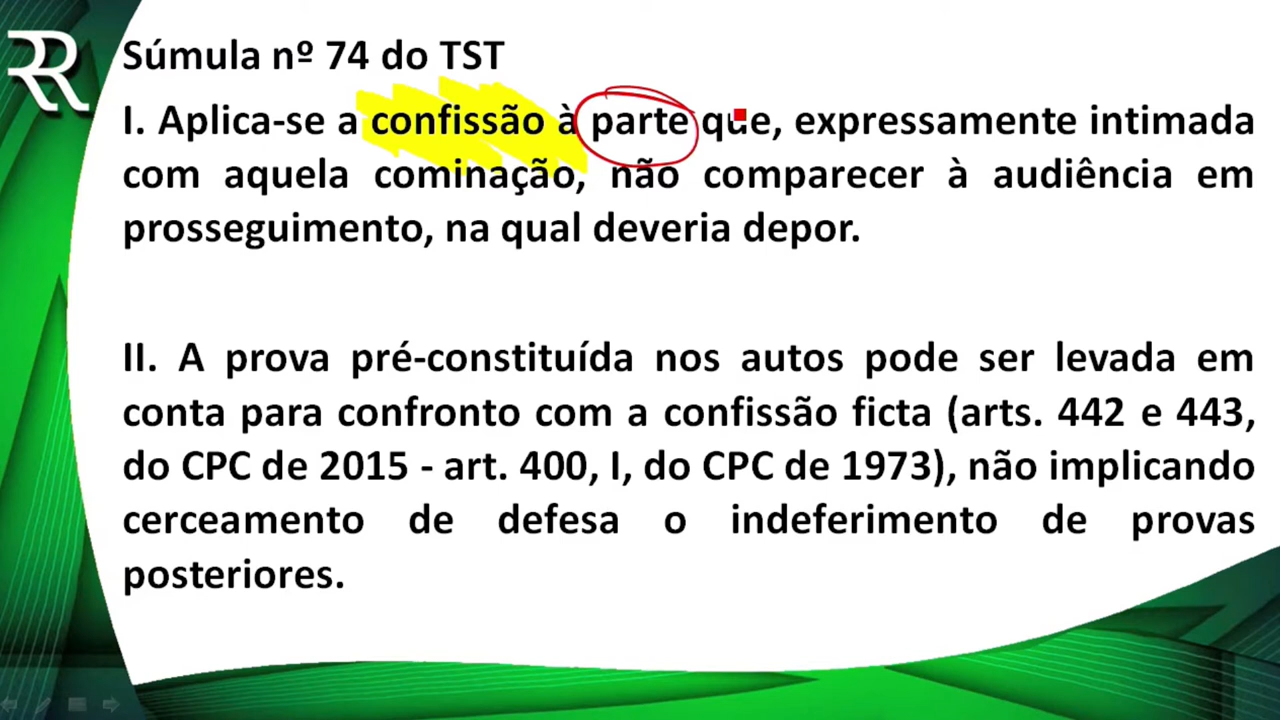 Súmula nº 74 do TST
I. Aplica-se a confissão à parte que, expressamente intimada
com aquela cominação, não comparecer à audiência em
prosseguimento, na qual deveria depor.
II. A prova pré-constituída nos autos pode ser levada em
conta para confronto com a confissão ficta (arts. 442 e 443,
do CPC de 2015 - art. 400, I, do CPC de 1973), não implicando
cerceamento de defesa o indeferimento de provas
posteriores.